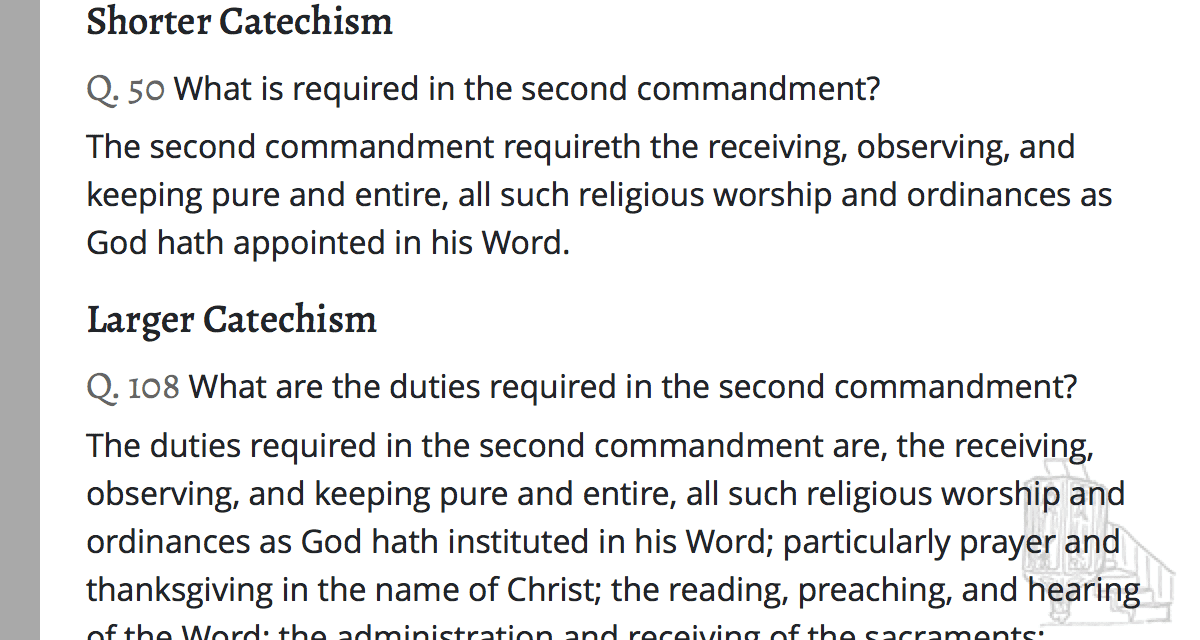 Shorter Catechism
Q. 50 What is required in the second commandment?
The second commandment requireth the receiving, observing, and
keeping pure and entire, all such religious worship and ordinances as
God hath appointed in his Word.
Larger Catechism
Q. 108 What are the duties required in the second commandment?
The duties required in the second commandment are, the receiving,
observing, and keeping pure and entire, all such religious worship and
ordinances as God hath instituted in his Word; particularly prayer and
thanksgiving in the name of Christ; the reading, preaching, and hearing
of the Word; the administration and receiving of the sacraments;